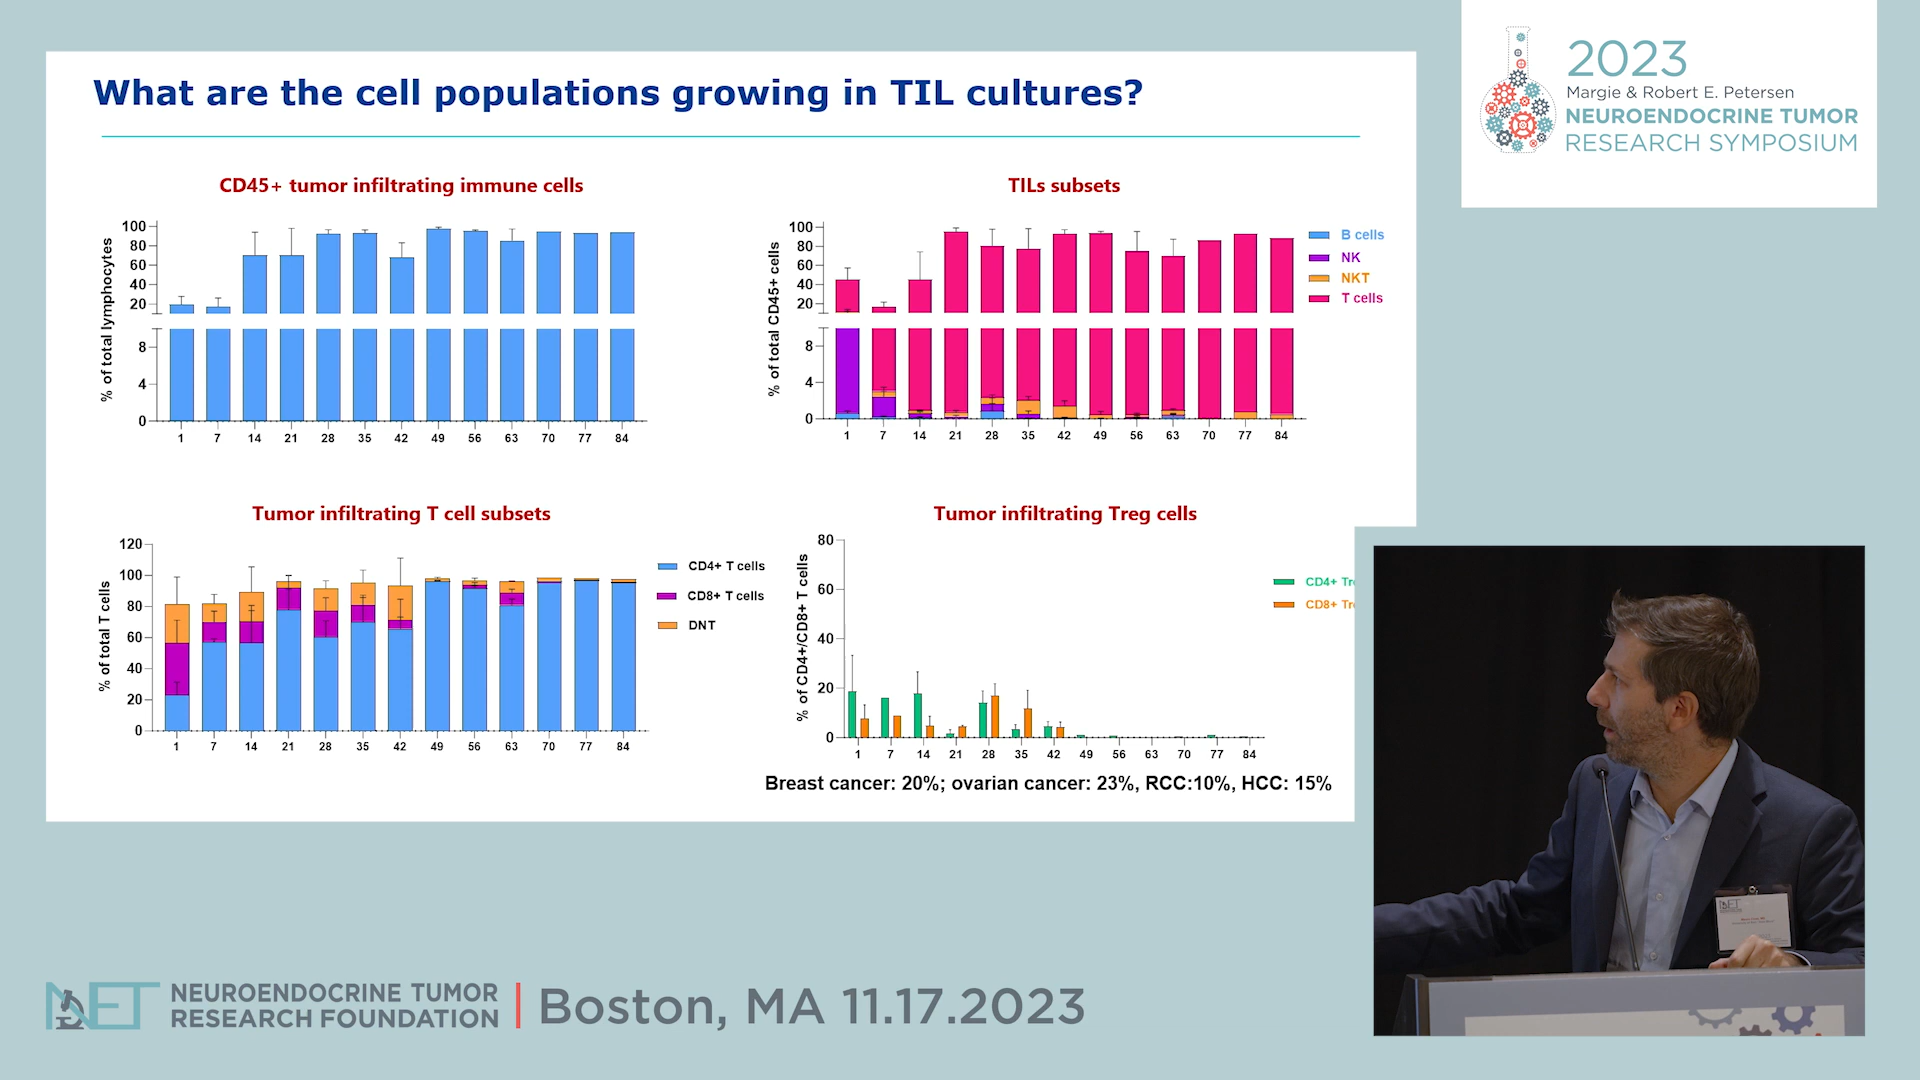 What are the cell populations growing in TIL cultures?
CD45+ tumor infiltrating immune cells
% of total lymphocytes
100
80
60
40
20
8
4
0
1 7 14 21 28 35 42 49 56 63 70 77 84
TILs subsets
% of total CD45+ cells
100
80
60
40
20
8
4
0
1 7 14 21 28 35 42 49 56 63 70 77 84
B cells
NK
NKT
T cells
Tumor infiltrating T cell subsets
% of total T cells
120
100
80
60
40
20
0
1 7 14 21 28 35 42 49 56 63 70 77 84
CD4+ T cells
CD8+ T cells
DNT
Tumor infiltrating Treg cells
% of CD4+/CD8+ T cells
80
60
40
20
0
1 7 14 21 28 35 42 49 56 63 70 77 84
CD4+ Tre
CD8+ Tre
Breast cancer: 20%; ovarian cancer: 23%, RCC:10%, HCC: 15%
2023
Margie & Robert E. Petersen
NEUROENDOCRINE TUMOR
RESEARCH SYMPOSIUM
NET
NEUROENDOCRINE TUMOR
RESEARCH FOUNDATION
Boston, MA 11.17.2023